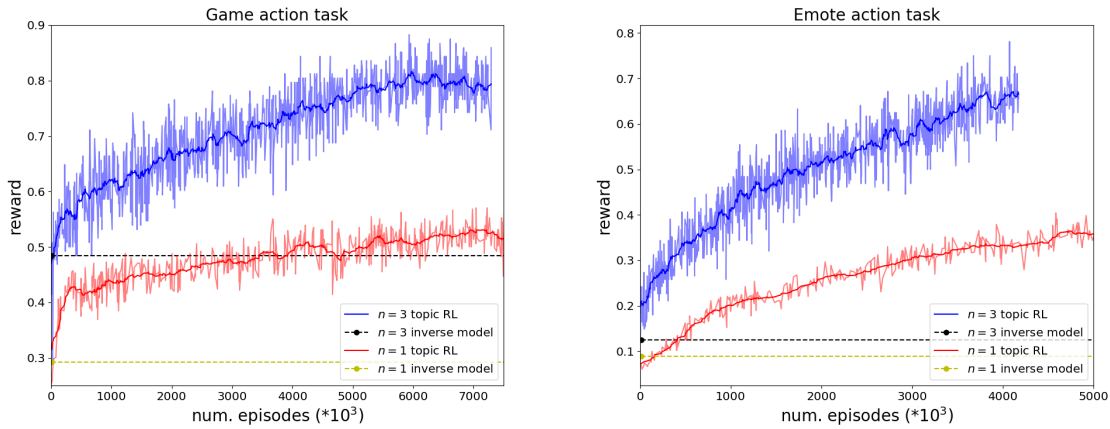 Game action task
0.9
0.8
0.7
0.6
0.5
0.4
0.3
reward
0 1000 2000 3000 4000 5000 6000 7000
num. episodes (*10³)
n = 3 topic RL
n = 3 inverse model
n = 1 topic RL
n = 1 inverse model
Emote action task
0.8
0.7
0.6
0.5
0.4
0.3
0.2
0.1
reward
0 1000 2000 3000 4000 5000
num. episodes (*10³)
n = 3 topic RL
n = 3 inverse model
n = 1 topic RL
n = 1 inverse model